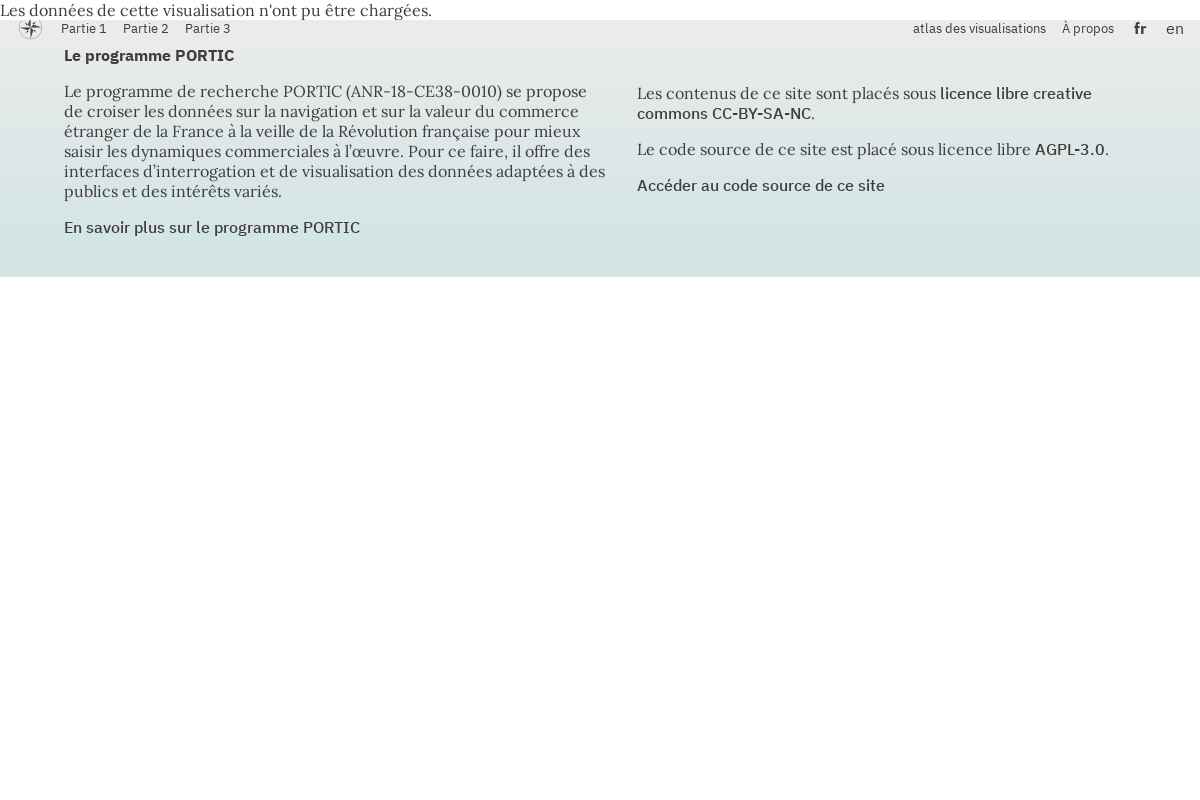 Les données de cette visualisation n'ont pu être chargées.
Partie 1 Partie 2 Partie 3 atlas des visualisations À propos fr en
Le programme PORTIC
Le programme de recherche PORTIC (ANR-18-CE38-0010) se propose
de croiser les données sur la navigation et sur la valeur du commerce
étranger de la France à la veille de la Révolution française pour mieux
saisir les dynamiques commerciales à l’œuvre. Pour ce faire, il offre des
interfaces d’interrogation et de visualisation des données adaptées à des
publics et des intérêts variés.
En savoir plus sur le programme PORTIC
Les contenus de ce site sont placés sous licence libre creative
commons CC-BY-SA-NC.
Le code source de ce site est placé sous licence libre AGPL-3.0.
Accéder au code source de ce site